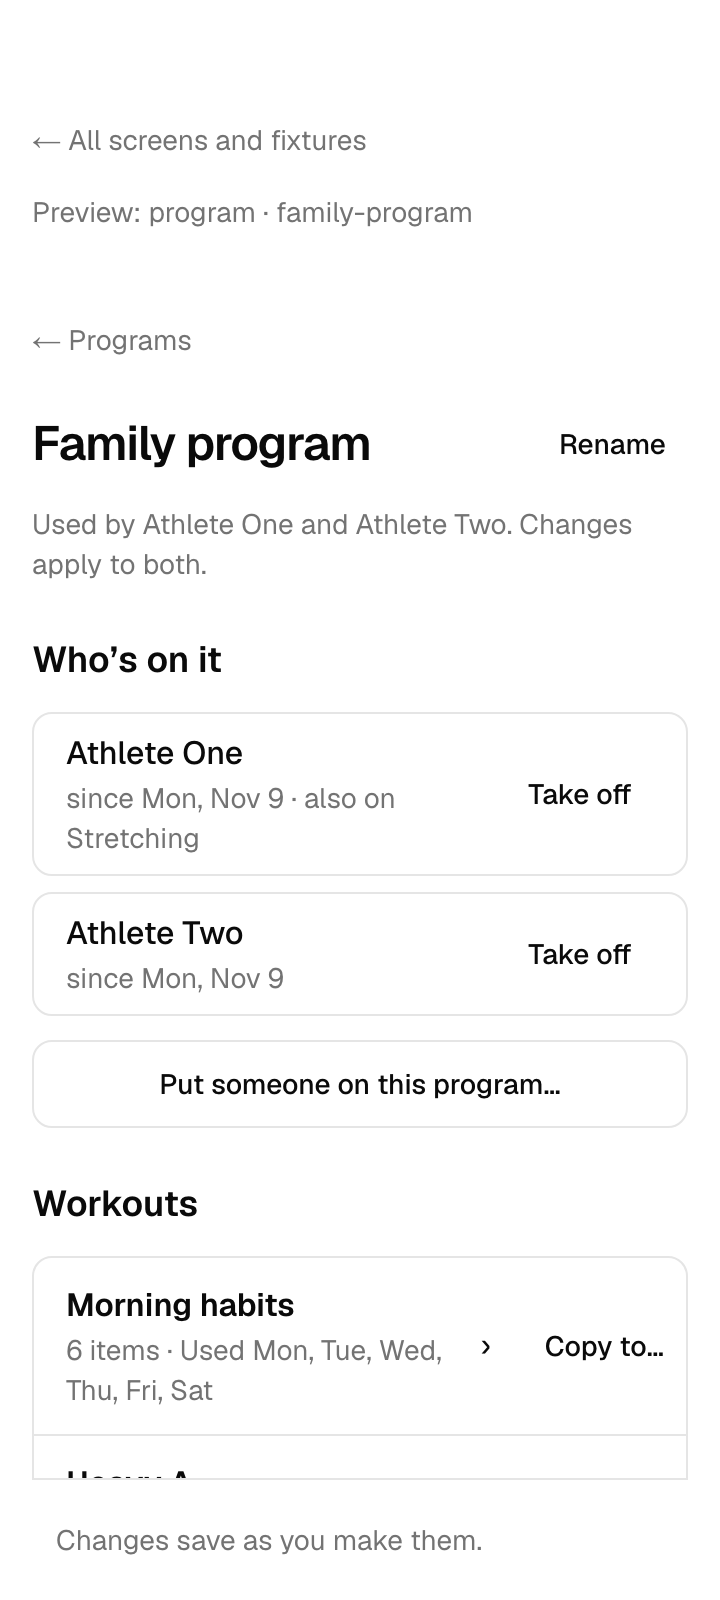 ← All screens and fixtures
Preview: program · family-program
← Programs
Family program
Rename
Used by Athlete One and Athlete Two. Changes
apply to both.
Who’s on it
Athlete One
since Mon, Nov 9 · also on
Stretching
Take off
Athlete Two
since Mon, Nov 9
Take off
Put someone on this program…
Workouts
Morning habits
6 items · Used Mon, Tue, Wed,
Thu, Fri, Sat
›
Copy to…
Heavy A
Changes save as you make them.